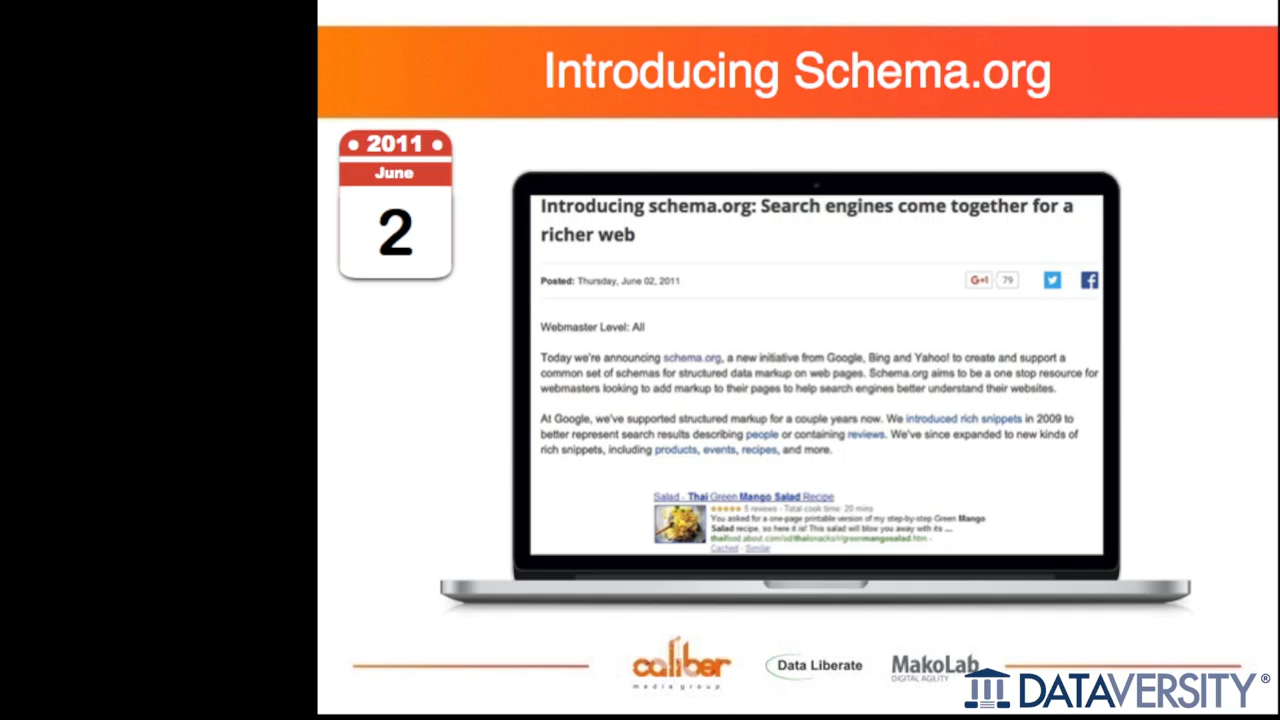 Introducing Schema.org
2011
June
2
Introducing schema.org: Search engines come together for a
richer web
Posted: Thursday, June 02, 2011
G+1 79
Webmaster Level: All
Today we're announcing schema.org, a new initiative from Google, Bing and Yahoo! to create and support a
common set of schemas for structured data markup on web pages. Schema.org aims to be a one stop resource for
webmasters looking to add markup to their pages to help search engines better understand their websites.
At Google, we've supported structured markup for a couple years now. We introduced rich snippets in 2009 to
better represent search results describing people or containing reviews. We've since expanded to new kinds of
rich snippets, including products, events, recipes, and more.
Salad - Thai Green Mango Salad Recipe
5 reviews - Total cook time: 20 mins
You asked for a one-page printable version of my step-by-step Green Mango
Salad recipe, so here it is! This salad will blow you away with its ...
Cached - Similar
caliber
media group
Data Liberate
MakoLab
DIGITAL AGILITY
DATAVERSITY®